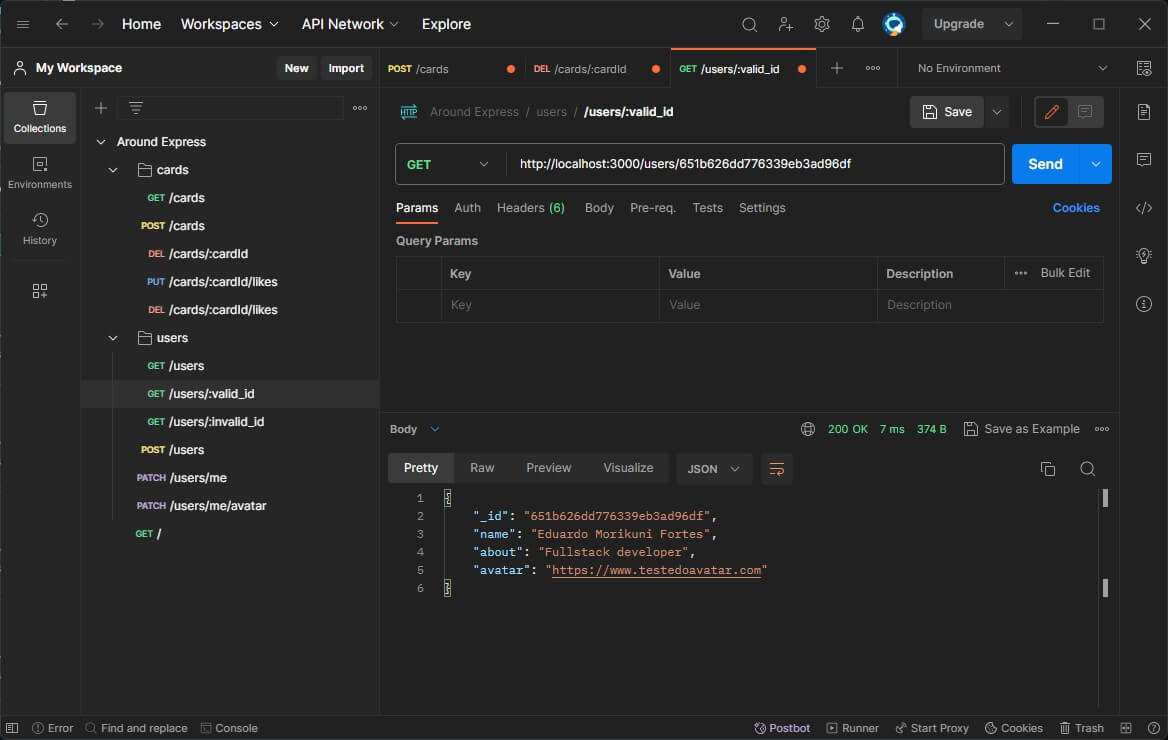 Home Workspaces API Network Explore Upgrade
My Workspace New Import POST /cards DEL /cards/:cardId GET /users/:valid_id No Environment
Collections
Environments
History
Around Express
cards
GET /cards
POST /cards
DEL /cards/:cardId
PUT /cards/:cardId/likes
DEL /cards/:cardId/likes
users
GET /users
GET /users/:valid_id
GET /users/:invalid_id
POST /users
PATCH /users/me
PATCH /users/me/avatar
GET /
HTTP Around Express / users / /users/:valid_id Save
GET http://localhost:3000/users/651b626dd776339eb3ad96df Send
Params Auth Headers (6) Body Pre-req. Tests Settings Cookies
Query Params
Key Value Description Bulk Edit
Key Value Description
Body 200 OK 7 ms 374 B Save as Example
Pretty Raw Preview Visualize JSON
1 {
2 "_id": "651b626dd776339eb3ad96df",
3 "name": "Eduardo Morikuni Fortes",
4 "about": "Fullstack developer",
5 "avatar": "https://www.testedoavatar.com"
6 }
Error Find and replace Console Postbot Runner Start Proxy Cookies Trash